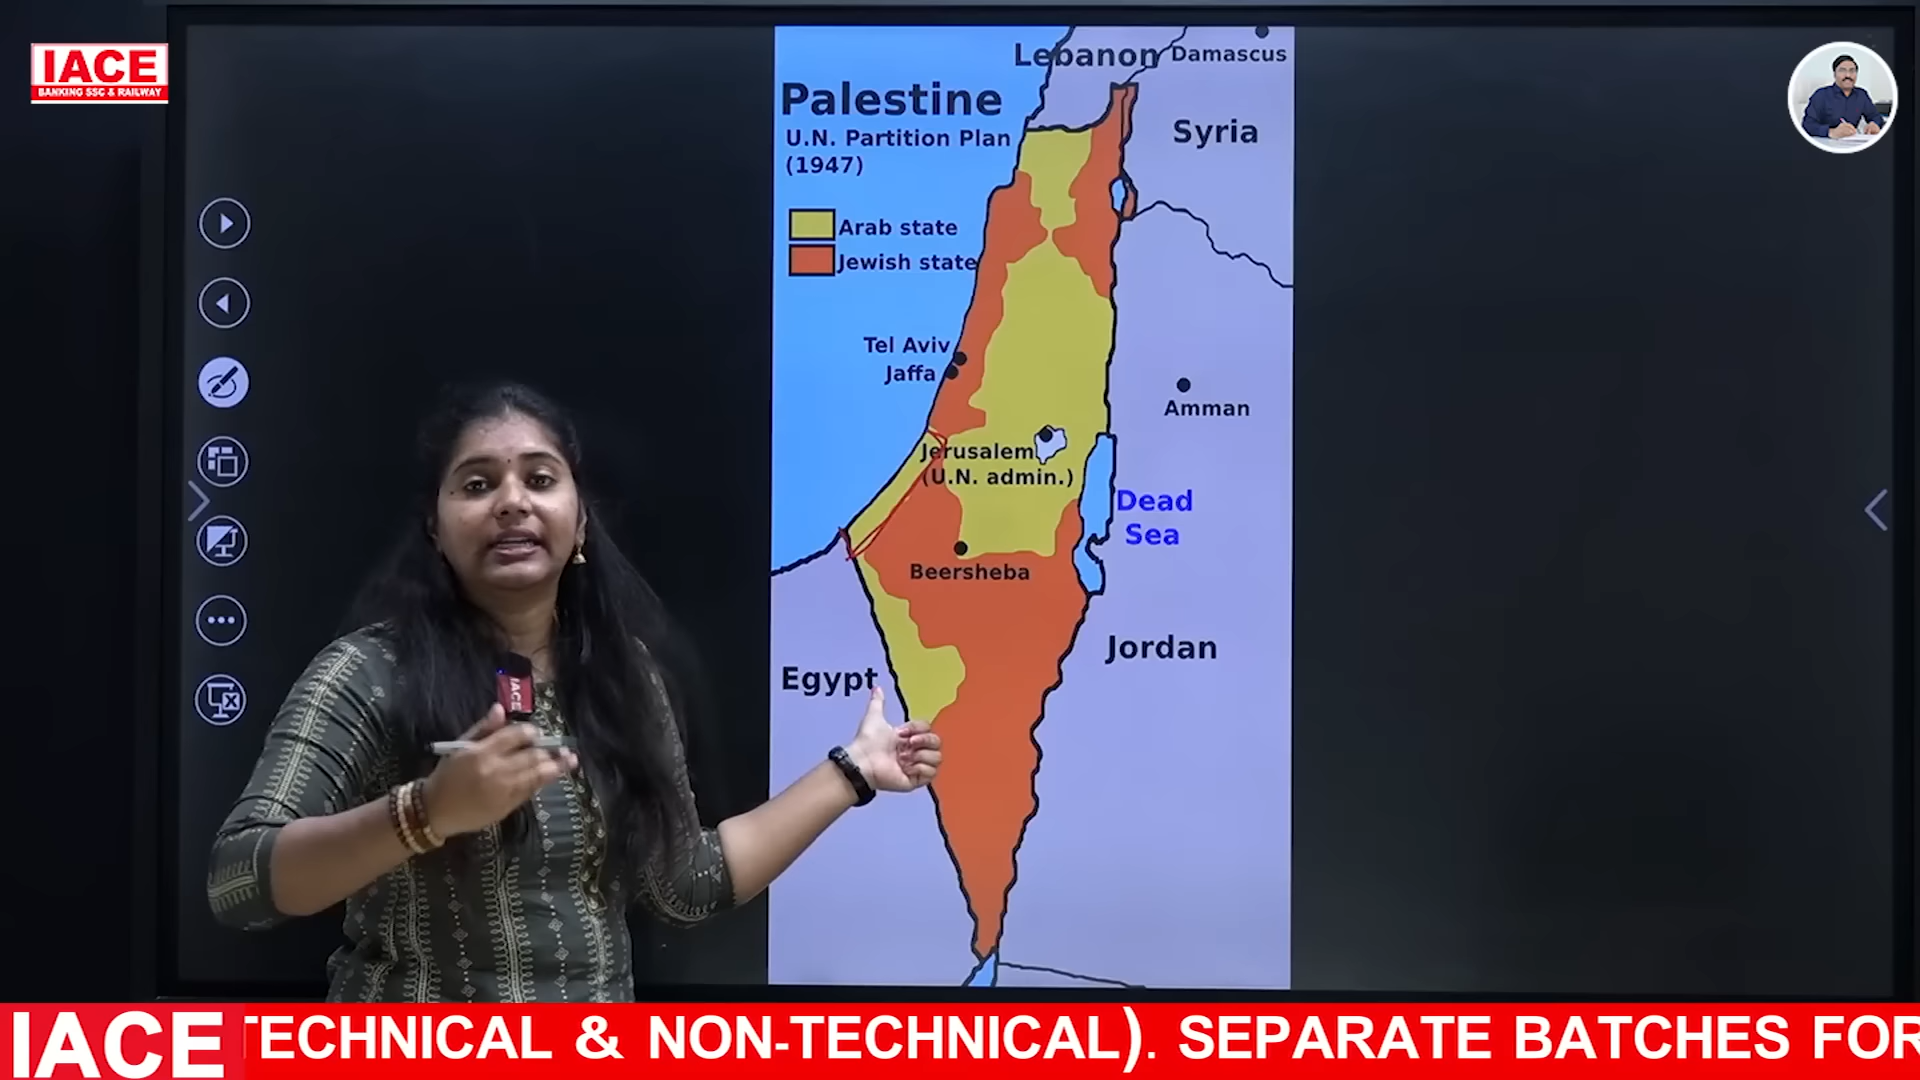 IACE
BANKING SSC & RAILWAY
Lebanon
Damascus
Palestine
U.N. Partition Plan
(1947)
Syria
Arab state
Jewish state
Tel Aviv
Jaffa
Amman
Jerusalem
(U.N. admin.)
Dead
Sea
Beersheba
Jordan
Egypt
IACE
IACE
TECHNICAL & NON-TECHNICAL). SEPARATE BATCHES FOR